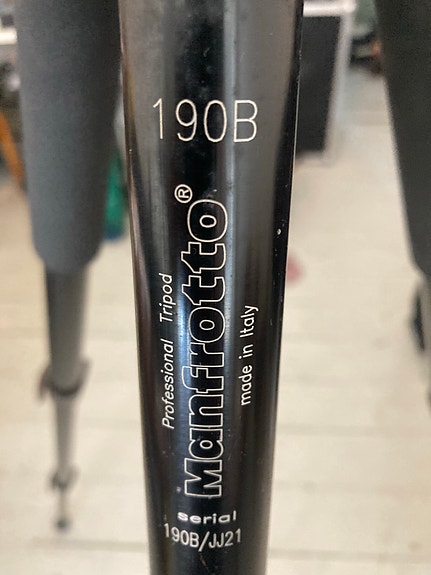 190B
Professional Tripod
Manfrotto®
made in Italy
serial
190B/JJ21